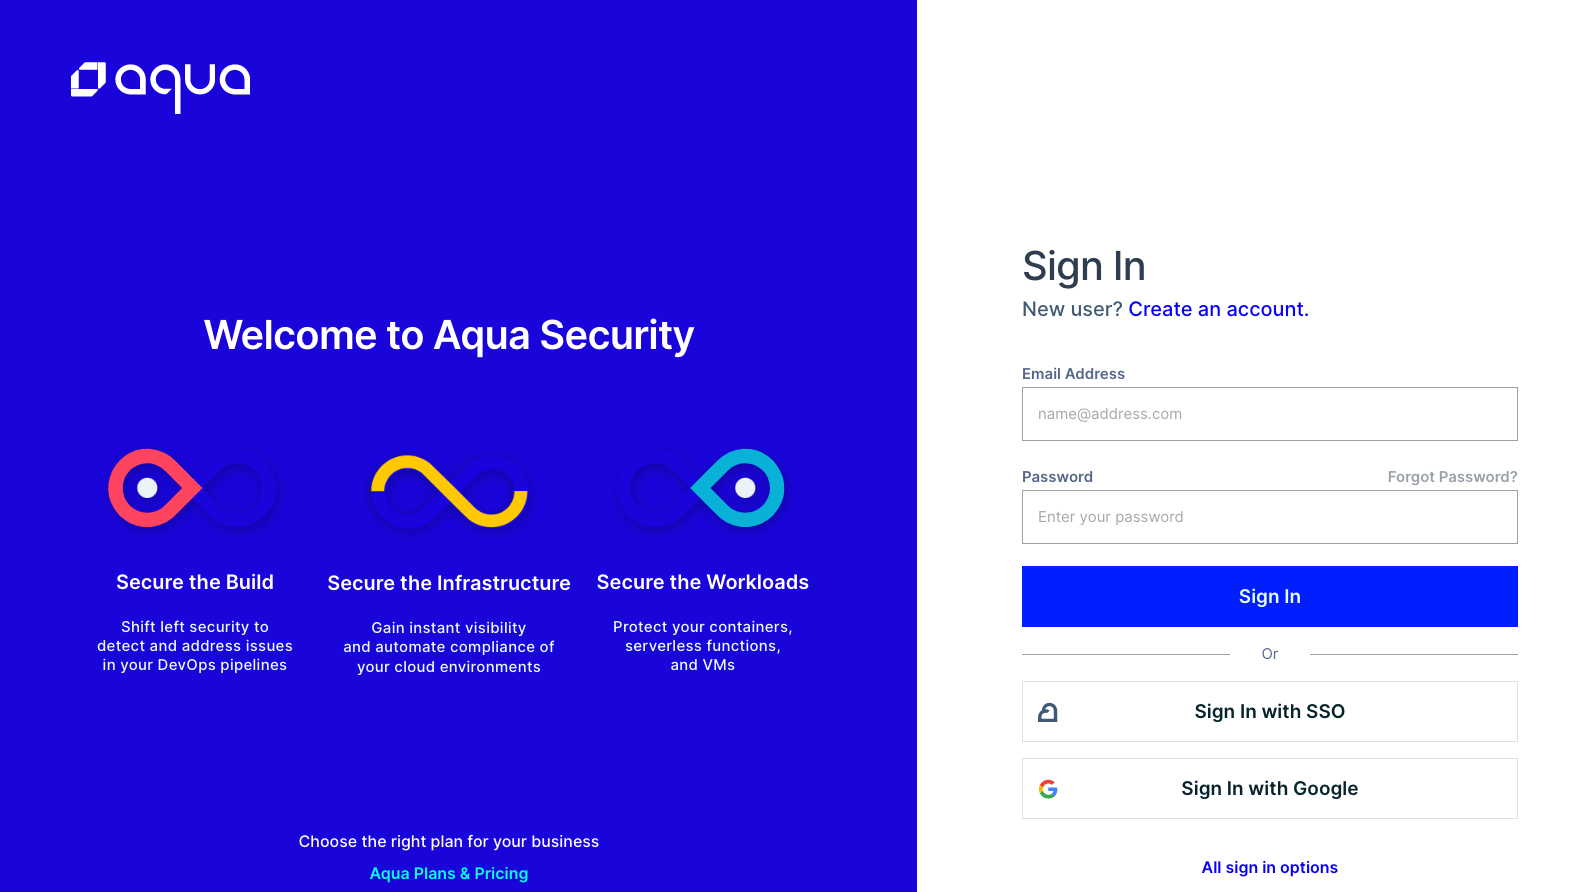 aqua
Welcome to Aqua Security
Secure the Build
Shift left security to
detect and address issues
in your DevOps pipelines
Secure the Infrastructure
Gain instant visibility
and automate compliance of
your cloud environments
Secure the Workloads
Protect your containers,
serverless functions,
and VMs
Choose the right plan for your business
Aqua Plans & Pricing
Sign In
New user? Create an account.
Email Address
name@address.com
Password Forgot Password?
Enter your password
Sign In
Or
Sign In with SSO
Sign In with Google
All sign in options